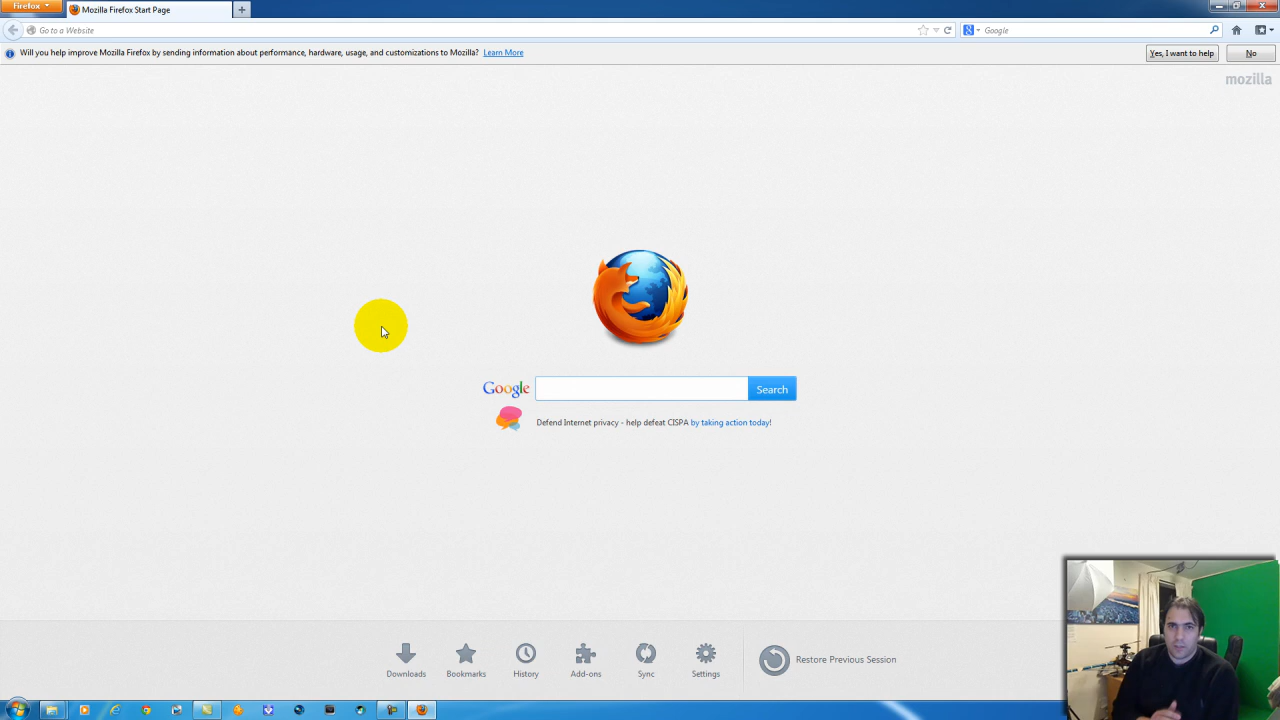 Firefox
Mozilla Firefox Start Page
Go to a Website
Google
Will you help improve Mozilla Firefox by sending information about performance, hardware, usage, and customizations to Mozilla? Learn More
Yes, I want to help
No
mozilla
Google
Search
Defend Internet privacy - help defeat CISPA by taking action today!
Downloads
Bookmarks
History
Add-ons
Sync
Settings
Restore Previous Session